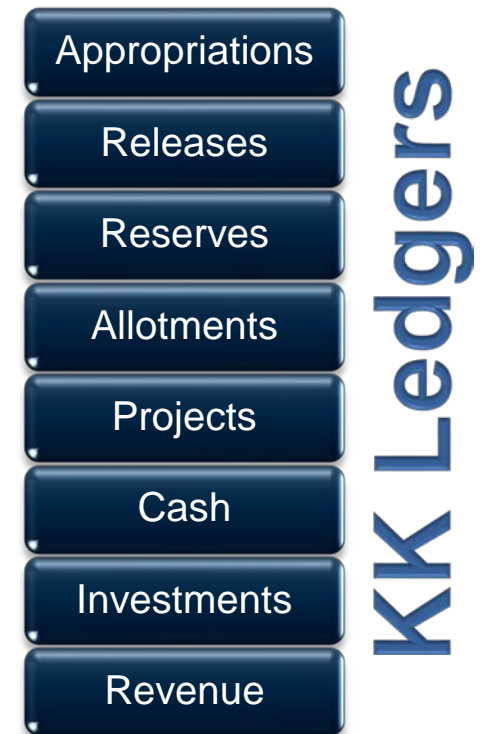 Appropriations
Releases
Reserves
Allotments
Projects
Cash
Investments
Revenue
KK Ledgers